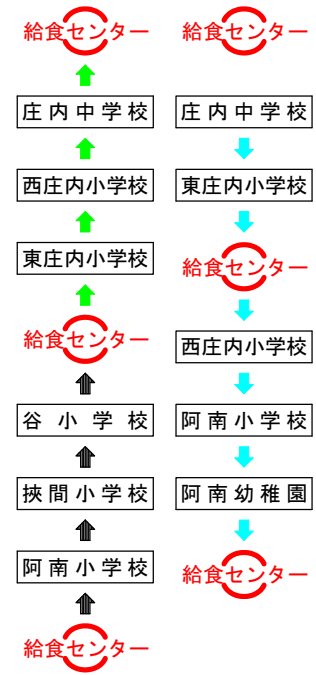 給食センター
庄内中学校
西庄内小学校
東庄内小学校
給食センター
谷小学校
挾間小学校
阿南小学校
給食センター
給食センター
庄内中学校
東庄内小学校
給食センター
西庄内小学校
阿南小学校
阿南幼稚園
給食センター